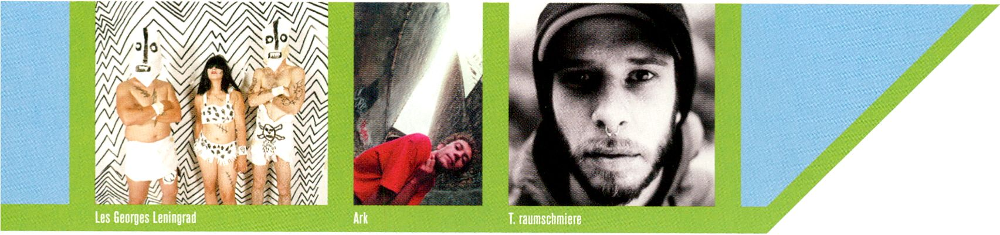 Les Georges Leningrad
Ark
T. raumschmiere